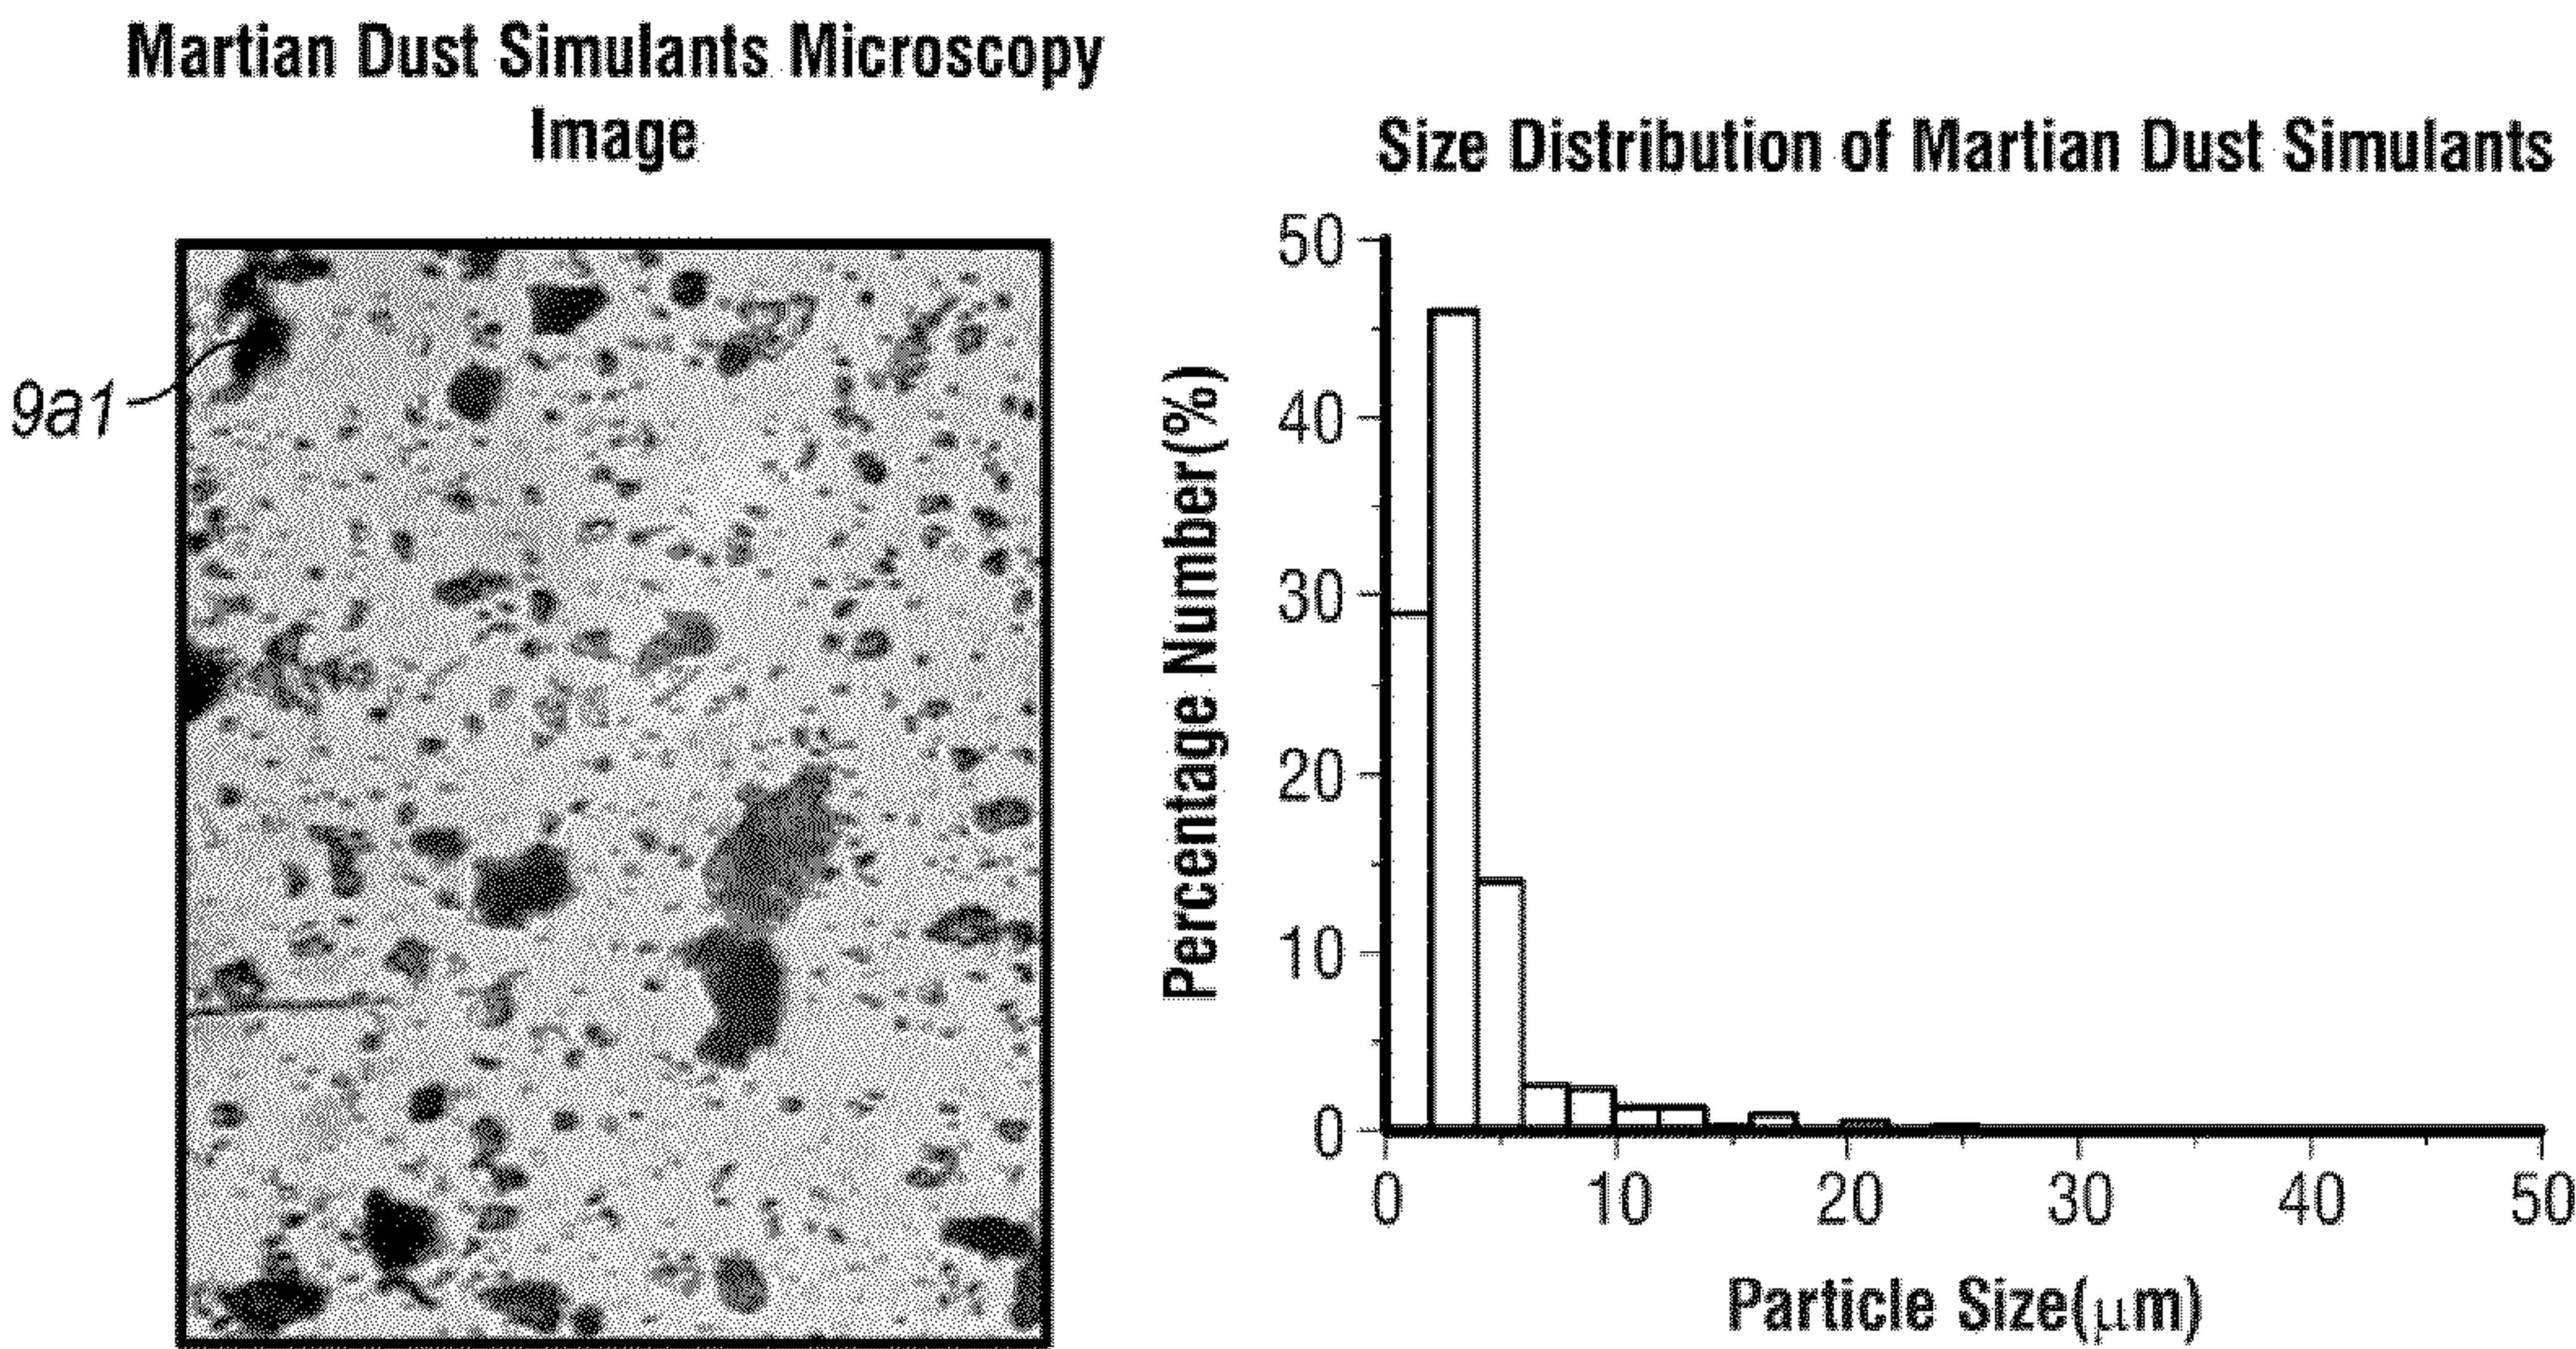 Martian Dust Simulants Microscopy
Image
9a1
Size Distribution of Martian Dust Simulants
Percentage Number(%)
50
40
30
20
10
0
0 10 20 30 40 50
Particle Size(μm)